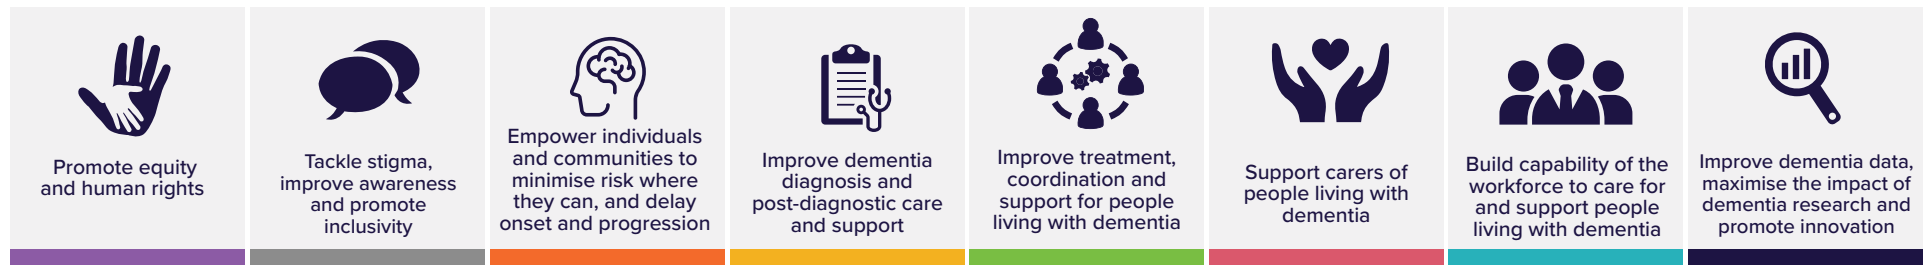 Promote equity
and human rights
Tackle stigma,
improve awareness
and promote
inclusivity
Empower individuals
and communities to
minimise risk where
they can, and delay
onset and progression
Improve dementia
diagnosis and
post-diagnostic care
and support
Improve treatment,
coordination and
support for people
living with dementia
Support carers of
people living with
dementia
Build capability of the
workforce to care for
and support people
living with dementia
Improve dementia data,
maximise the impact of
dementia research and
promote innovation